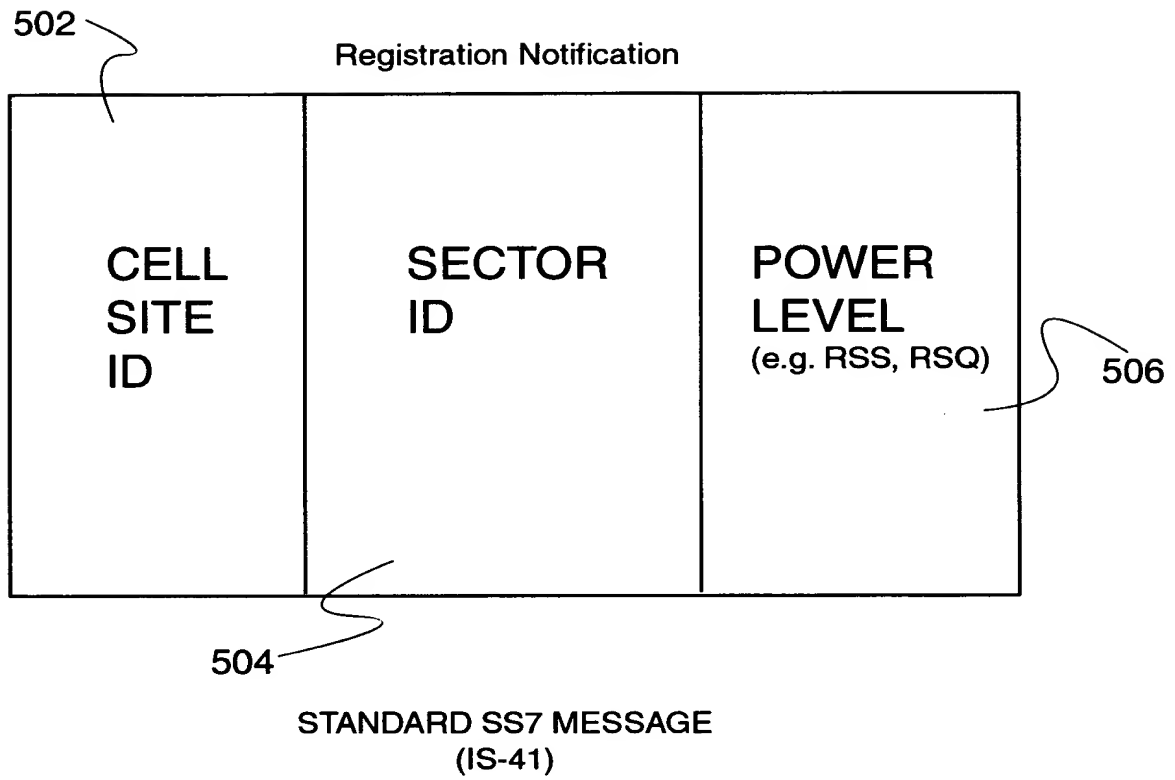 502
Registration Notification
CELL
SITE
ID
SECTOR
ID
POWER
LEVEL
(e.g. RSS, RSQ)
506
504
STANDARD SS7 MESSAGE
(IS-41)